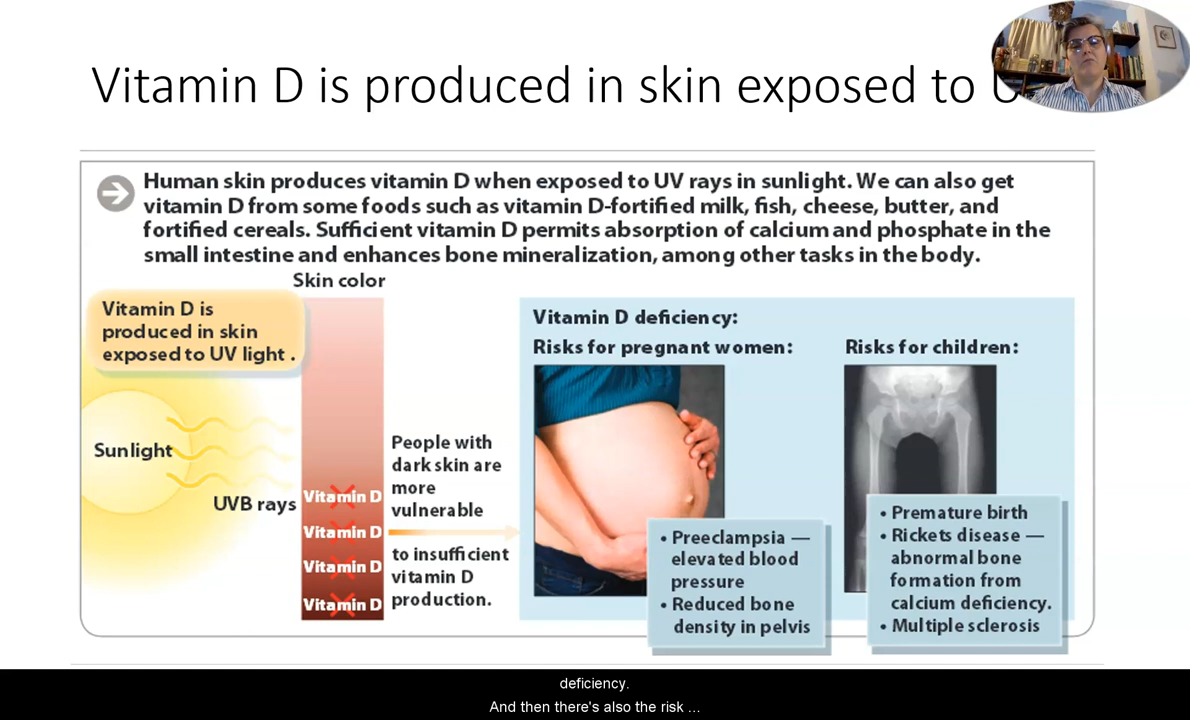 Vitamin D is produced in skin exposed to U
Human skin produces vitamin D when exposed to UV rays in sunlight. We can also get
vitamin D from some foods such as vitamin D-fortified milk, fish, cheese, butter, and
fortified cereals. Sufficient vitamin D permits absorption of calcium and phosphate in the
small intestine and enhances bone mineralization, among other tasks in the body.
Skin color
Vitamin D is
produced in skin
exposed to UV light .
Sunlight
UVB rays
Vitamin D
Vitamin D
Vitamin D
Vitamin D
People with
dark skin are
more
vulnerable
to insufficient
vitamin D
production.
Vitamin D deficiency:
Risks for pregnant women:
• Preeclampsia —
elevated blood
pressure
• Reduced bone
density in pelvis
Risks for children:
• Premature birth
• Rickets disease —
abnormal bone
formation from
calcium deficiency.
• Multiple sclerosis
deficiency.
And then there's also the risk ...